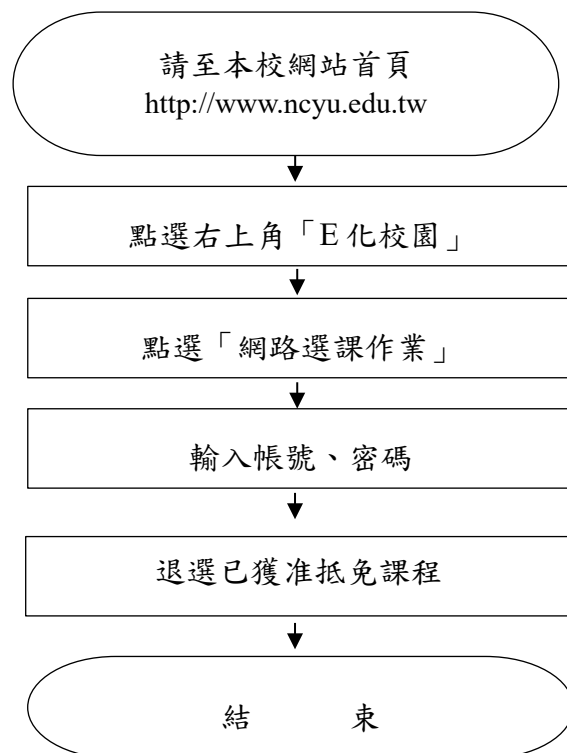 請至本校網站首頁
http://www.ncyu.edu.tw
點選右上角「E化校園」
點選「網路選課作業」
輸入帳號、密碼
退選已獲准抵免課程
結 束